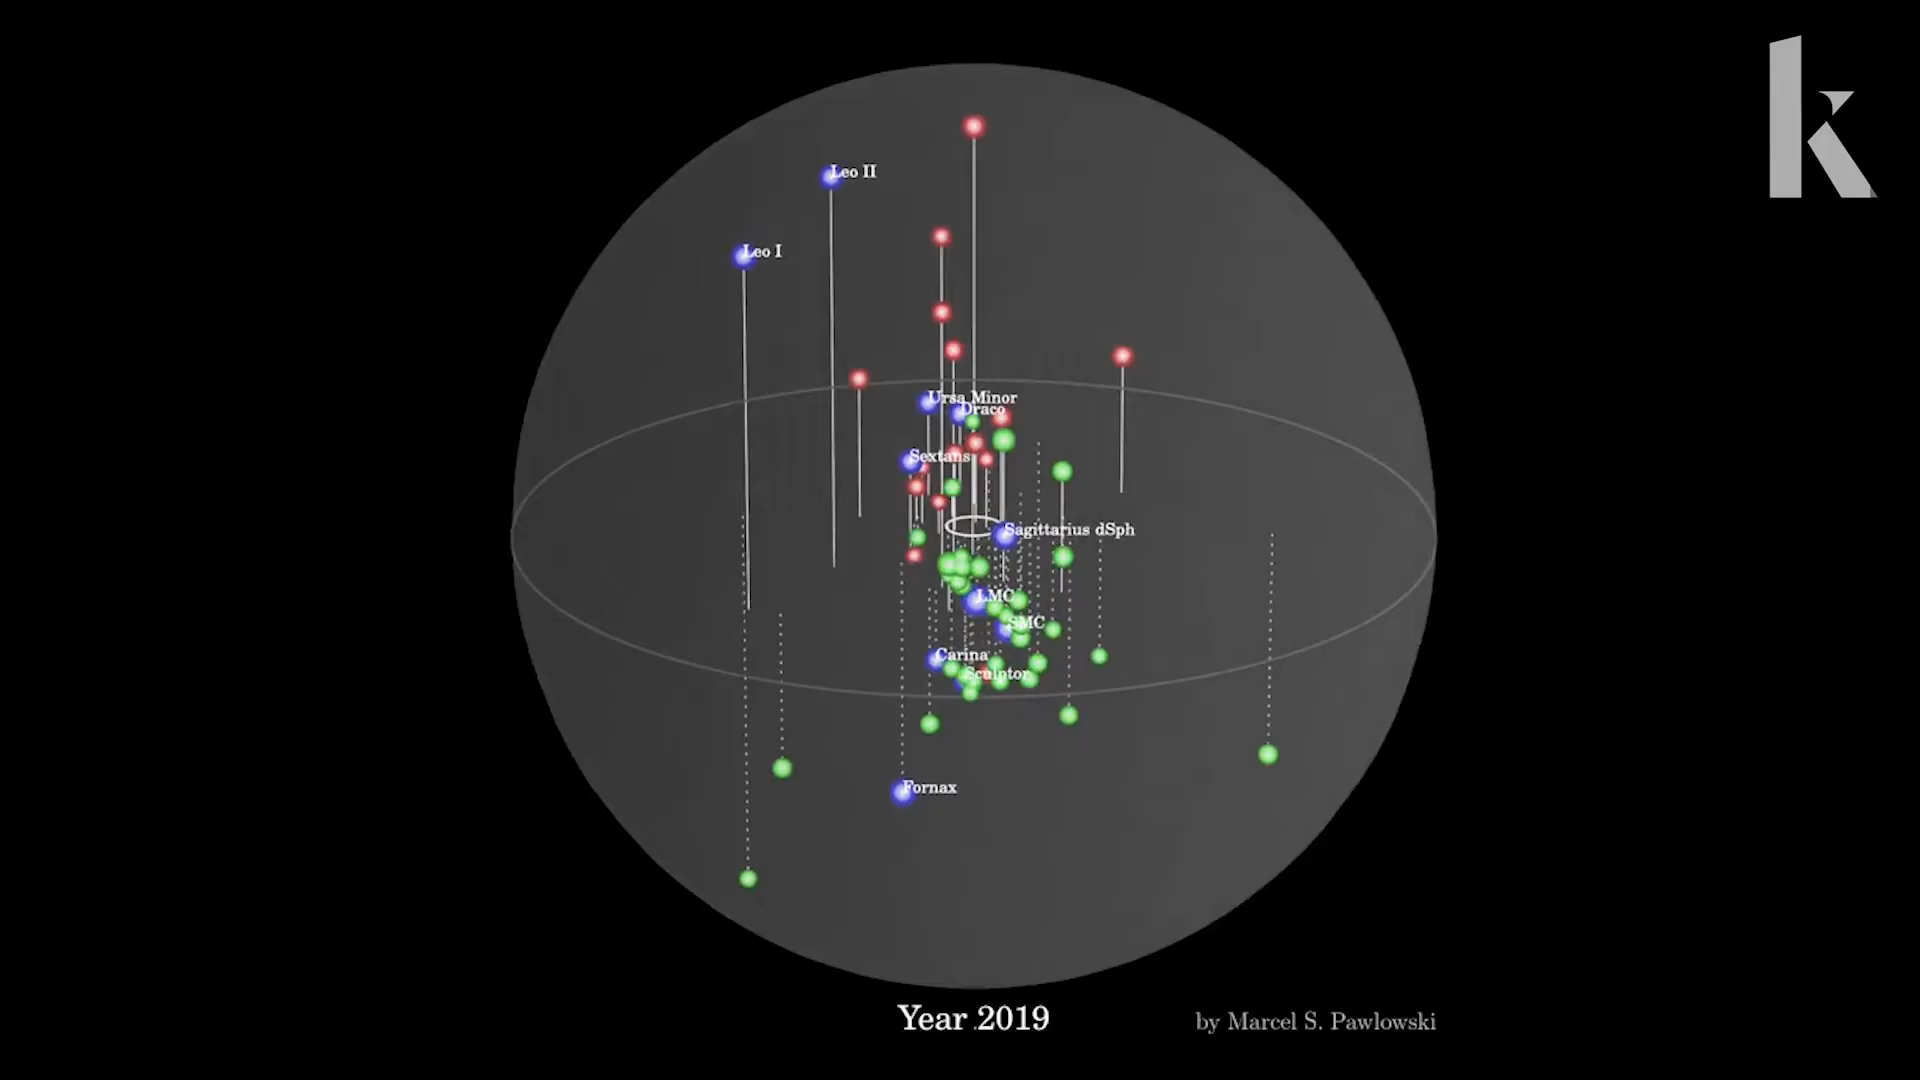 k
Leo II
Leo I
Ursa Minor
Draco
Sextans
Sagittarius dSph
LMC
SMC
Carina
Sculptor
Fornax
Year 2019
by Marcel S. Pawlowski